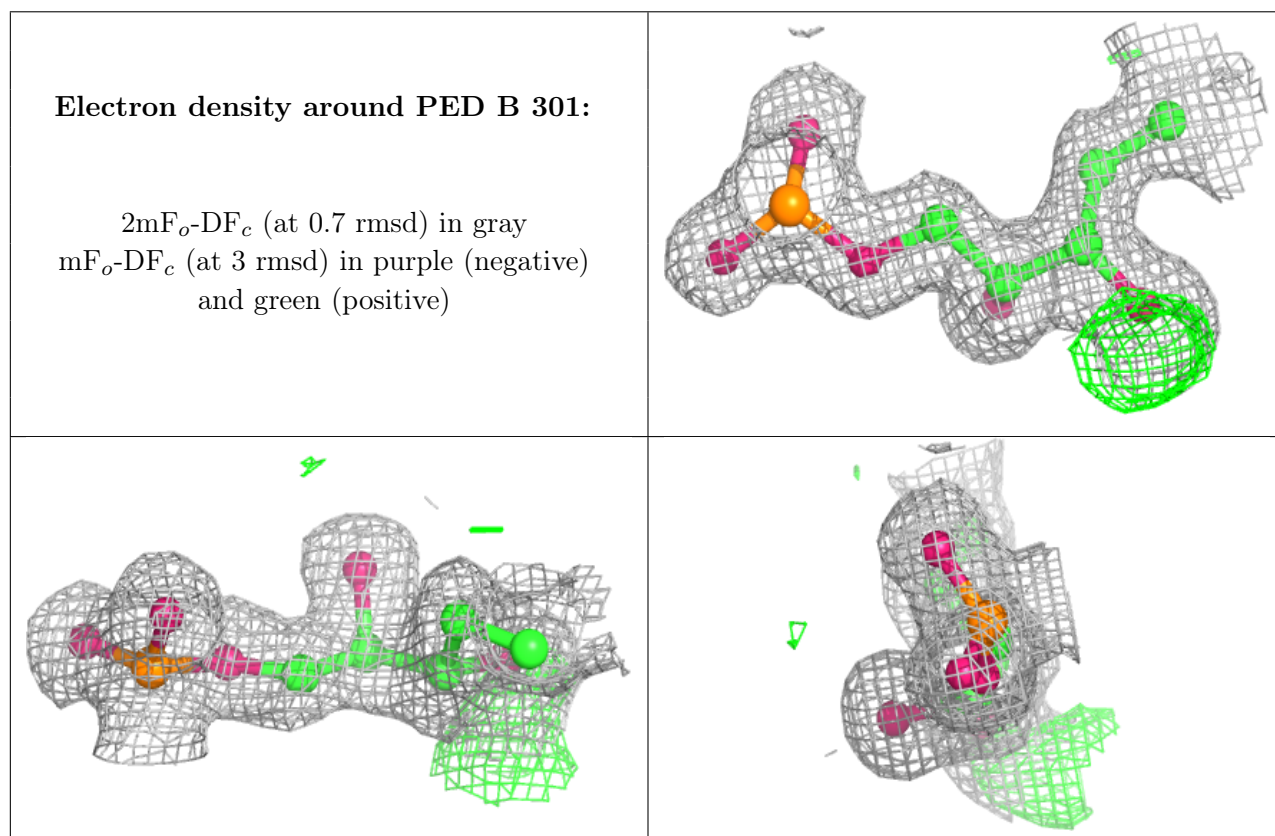 Electron density around PED B 301:
2mFo-DFc (at 0.7 rmsd) in gray
mFo-DFc (at 3 rmsd) in purple (negative)
and green (positive)